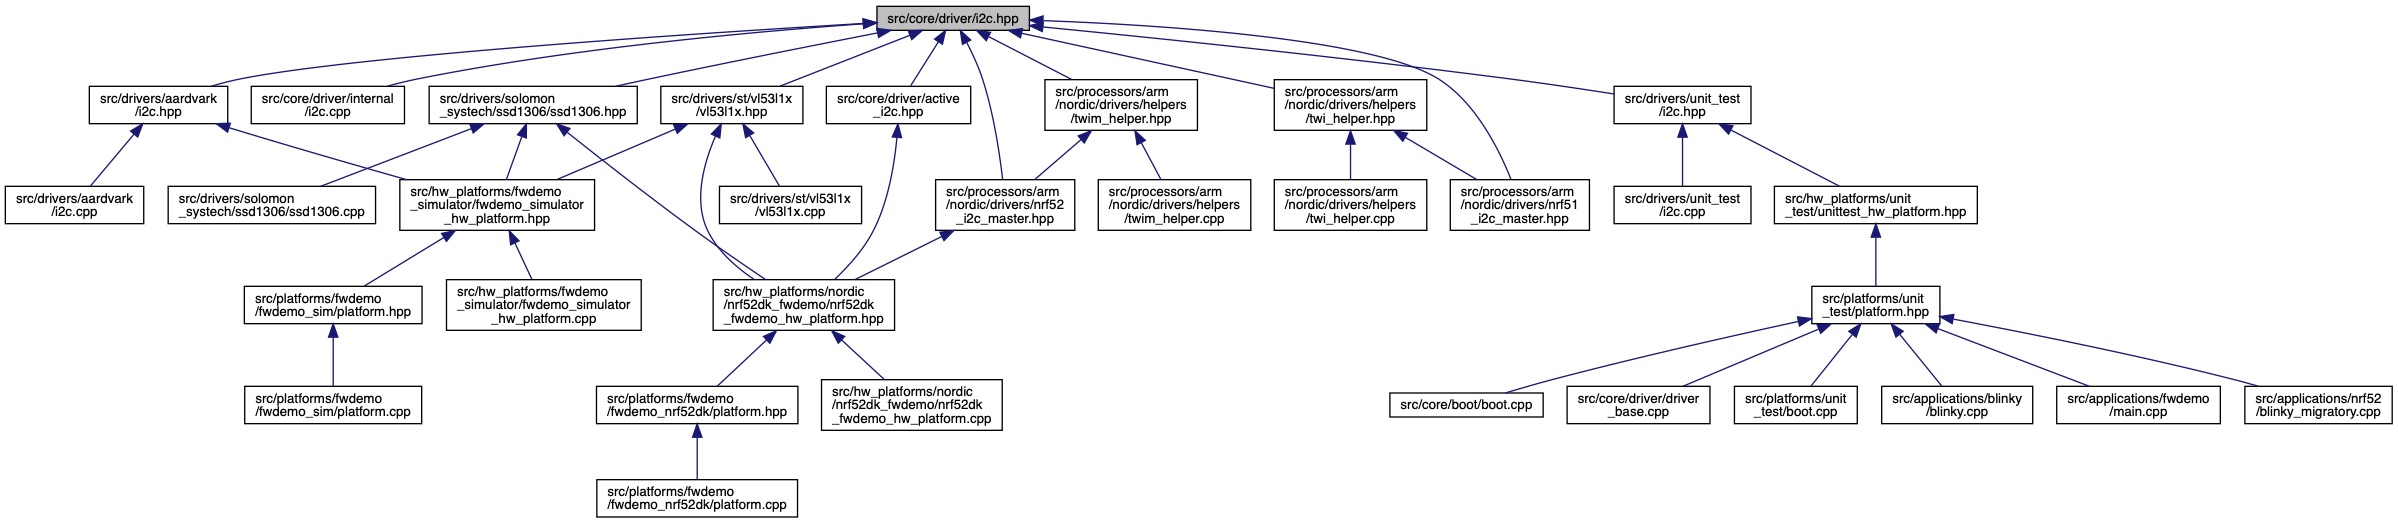 src/core/driver/i2c.hpp
src/drivers/aardvark
/i2c.hpp
src/core/driver/internal
/i2c.cpp
src/drivers/solomon
_systech/ssd1306/ssd1306.hpp
src/drivers/st/vl53l1x
/vl53l1x.hpp
src/core/driver/active
_i2c.hpp
src/processors/arm
/nordic/drivers/helpers
/twim_helper.hpp
src/processors/arm
/nordic/drivers/helpers
/twi_helper.hpp
src/drivers/unit_test
/i2c.hpp
src/drivers/aardvark
/i2c.cpp
src/drivers/solomon
_systech/ssd1306/ssd1306.cpp
src/hw_platforms/fwdemo
_simulator/fwdemo_simulator
_hw_platform.hpp
src/drivers/st/vl53l1x
/vl53l1x.cpp
src/processors/arm
/nordic/drivers/nrf52
_i2c_master.hpp
src/processors/arm
/nordic/drivers/helpers
/twim_helper.cpp
src/processors/arm
/nordic/drivers/helpers
/twi_helper.cpp
src/processors/arm
/nordic/drivers/nrf51
_i2c_master.hpp
src/drivers/unit_test
/i2c.cpp
src/hw_platforms/unit
_test/unittest_hw_platform.hpp
src/platforms/fwdemo
/fwdemo_sim/platform.hpp
src/hw_platforms/fwdemo
_simulator/fwdemo_simulator
_hw_platform.cpp
src/hw_platforms/nordic
/nrf52dk_fwdemo/nrf52dk
_fwdemo_hw_platform.hpp
src/platforms/unit
_test/platform.hpp
src/platforms/fwdemo
/fwdemo_sim/platform.cpp
src/platforms/fwdemo
/fwdemo_nrf52dk/platform.hpp
src/hw_platforms/nordic
/nrf52dk_fwdemo/nrf52dk
_fwdemo_hw_platform.cpp
src/core/boot/boot.cpp
src/core/driver/driver
_base.cpp
src/platforms/unit
_test/boot.cpp
src/applications/blinky
/blinky.cpp
src/applications/fwdemo
/main.cpp
src/applications/nrf52
/blinky_migratory.cpp
src/platforms/fwdemo
/fwdemo_nrf52dk/platform.cpp